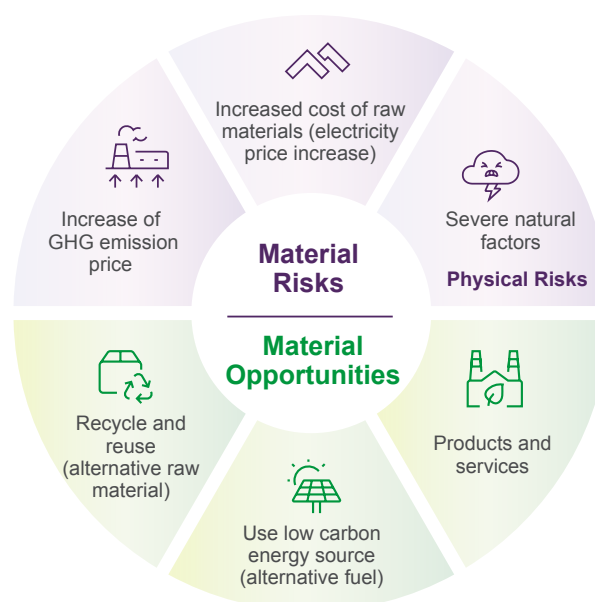 Increased cost of raw
materials (electricity
price increase)
Increase of
GHG emission
price
Severe natural
factors
Physical Risks
Material
Risks
Material
Opportunities
Recycle and
reuse
(alternative raw
material)
Products and
services
Use low carbon
energy source
(alternative fuel)